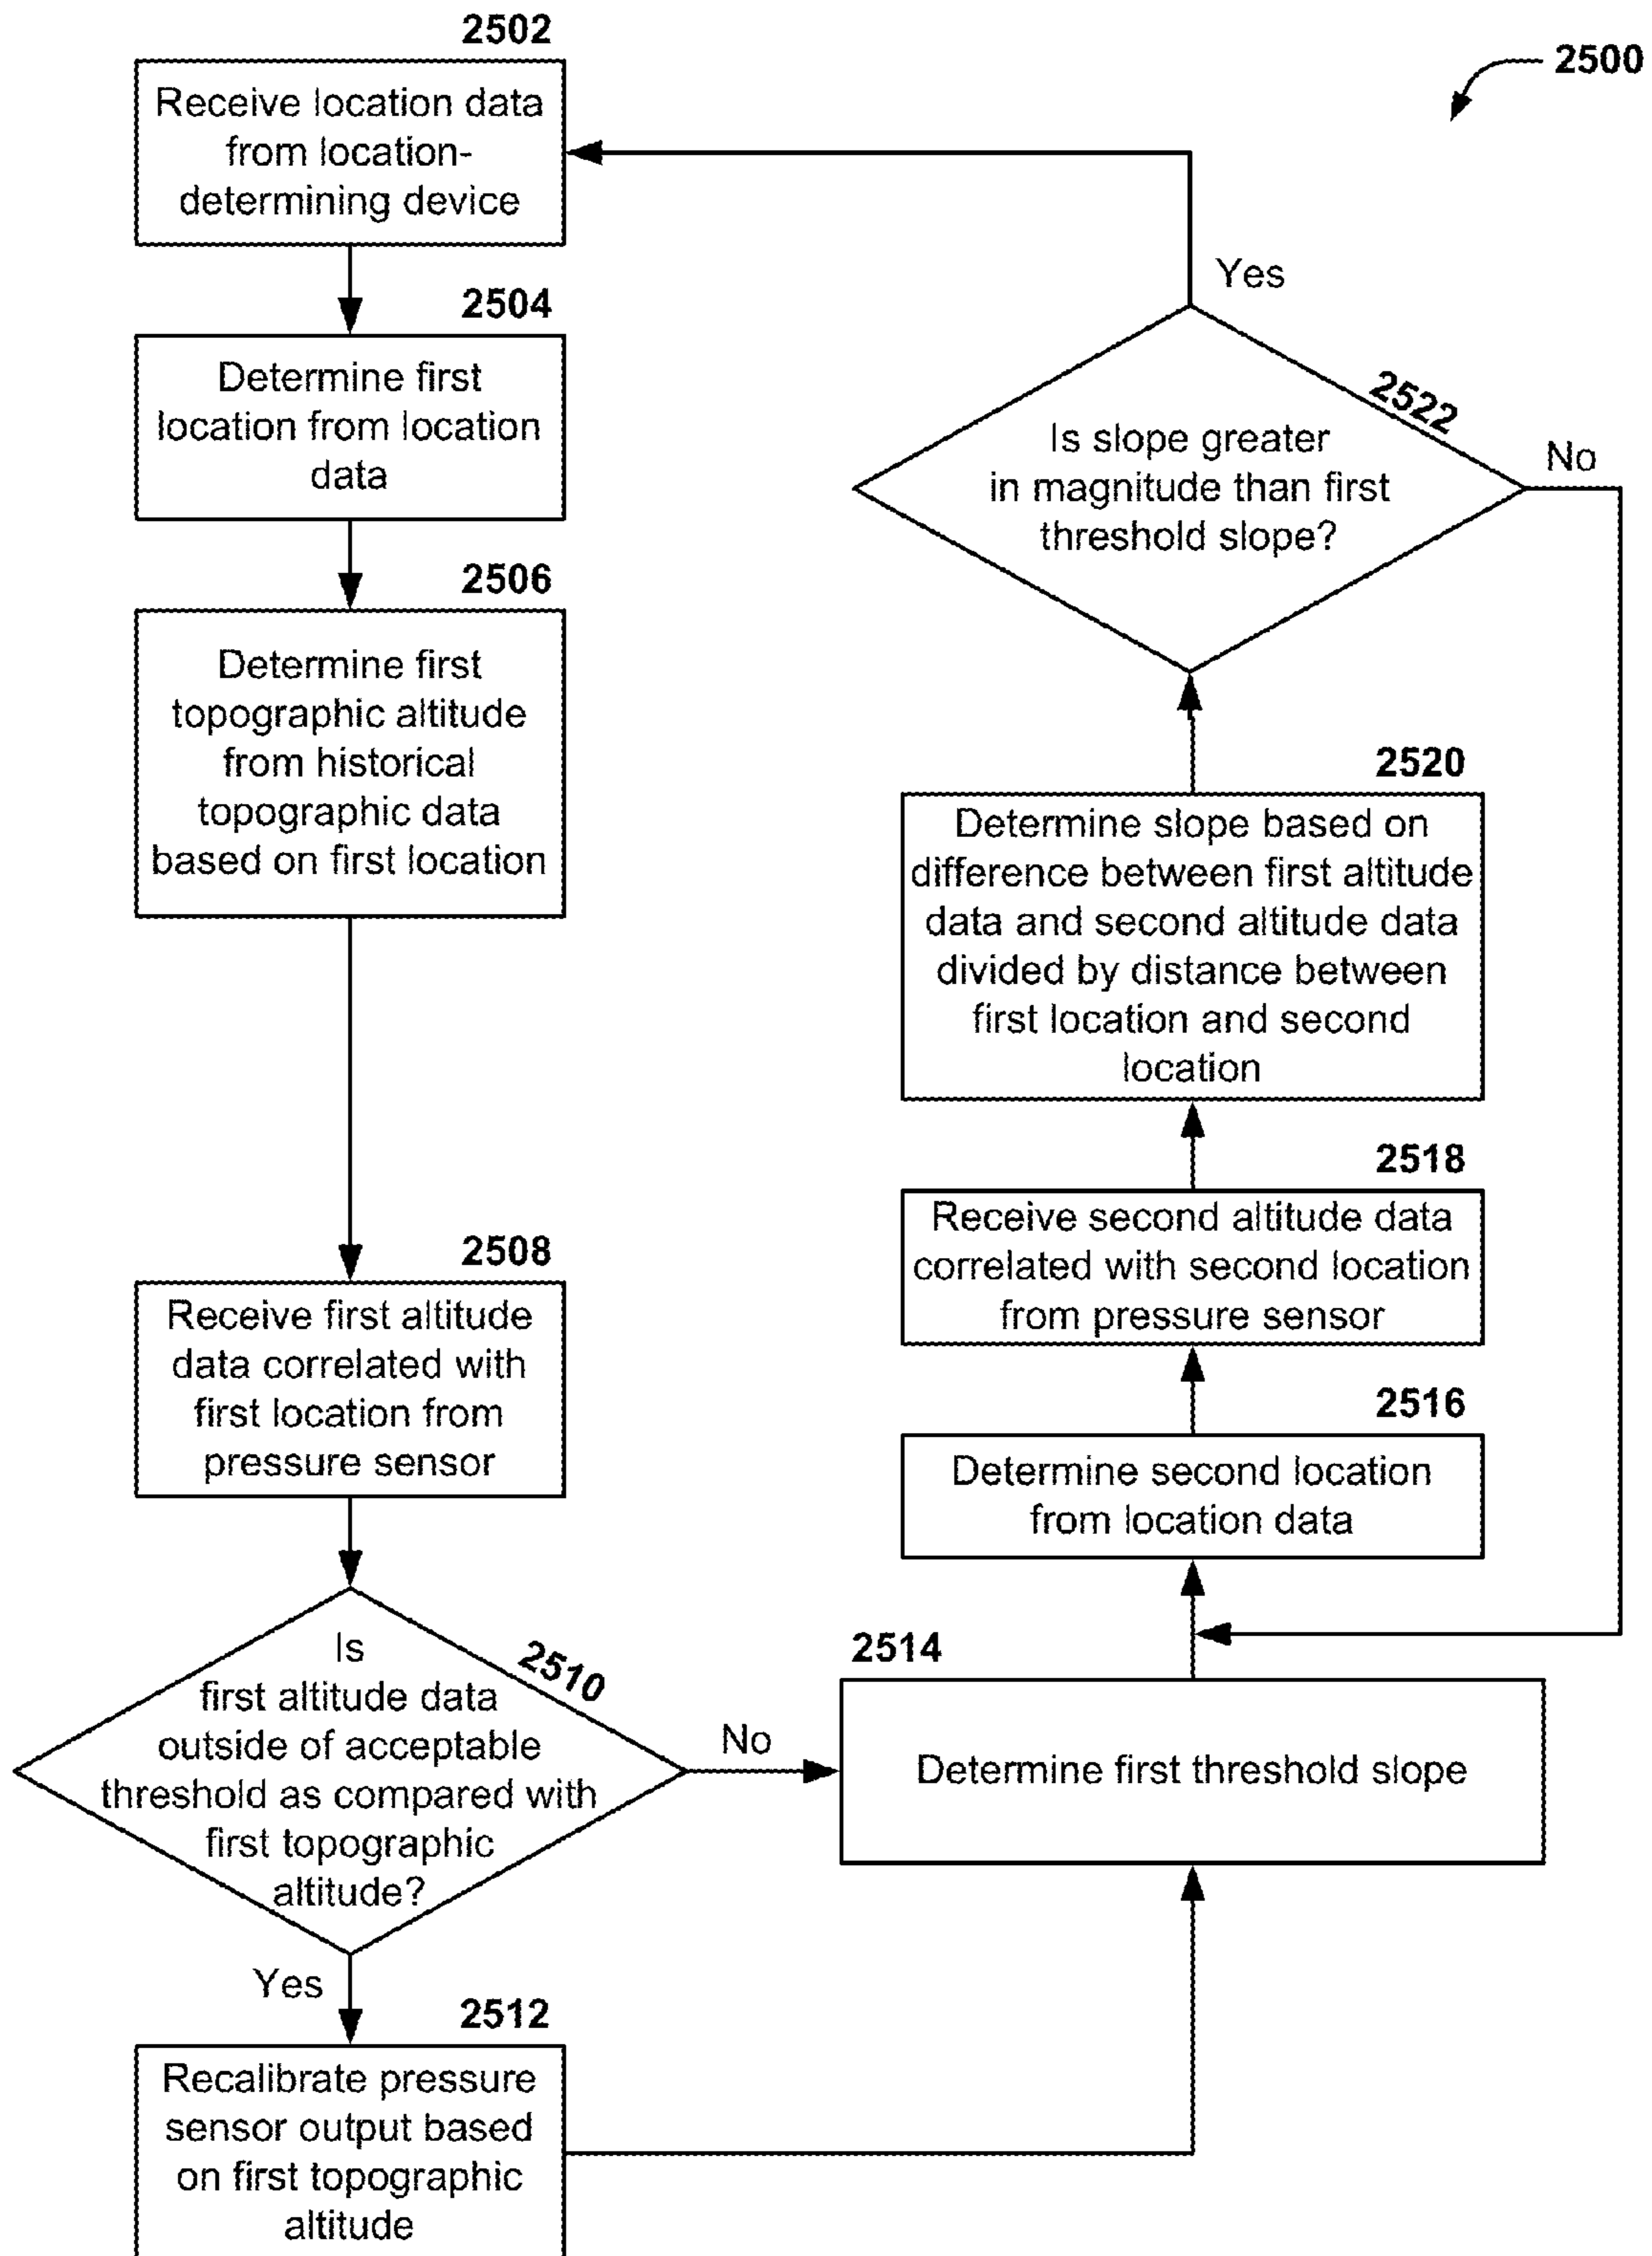 2500
2502
Receive location data
from location-
determining device
2504
Determine first
location from location
data
2506
Determine first
topographic altitude
from historical
topographic data
based on first location
2508
Receive first altitude
data correlated with
first location from
pressure sensor
2510
Is
first altitude data
outside of acceptable
threshold as compared with
first topographic
altitude?
No
Yes
2512
Recalibrate pressure
sensor output based
on first topographic
altitude
2514
Determine first threshold slope
2516
Determine second location
from location data
2518
Receive second altitude data
correlated with second location
from pressure sensor
2520
Determine slope based on
difference between first altitude
data and second altitude data
divided by distance between
first location and second
location
2522
Is slope greater
in magnitude than first
threshold slope?
Yes
No